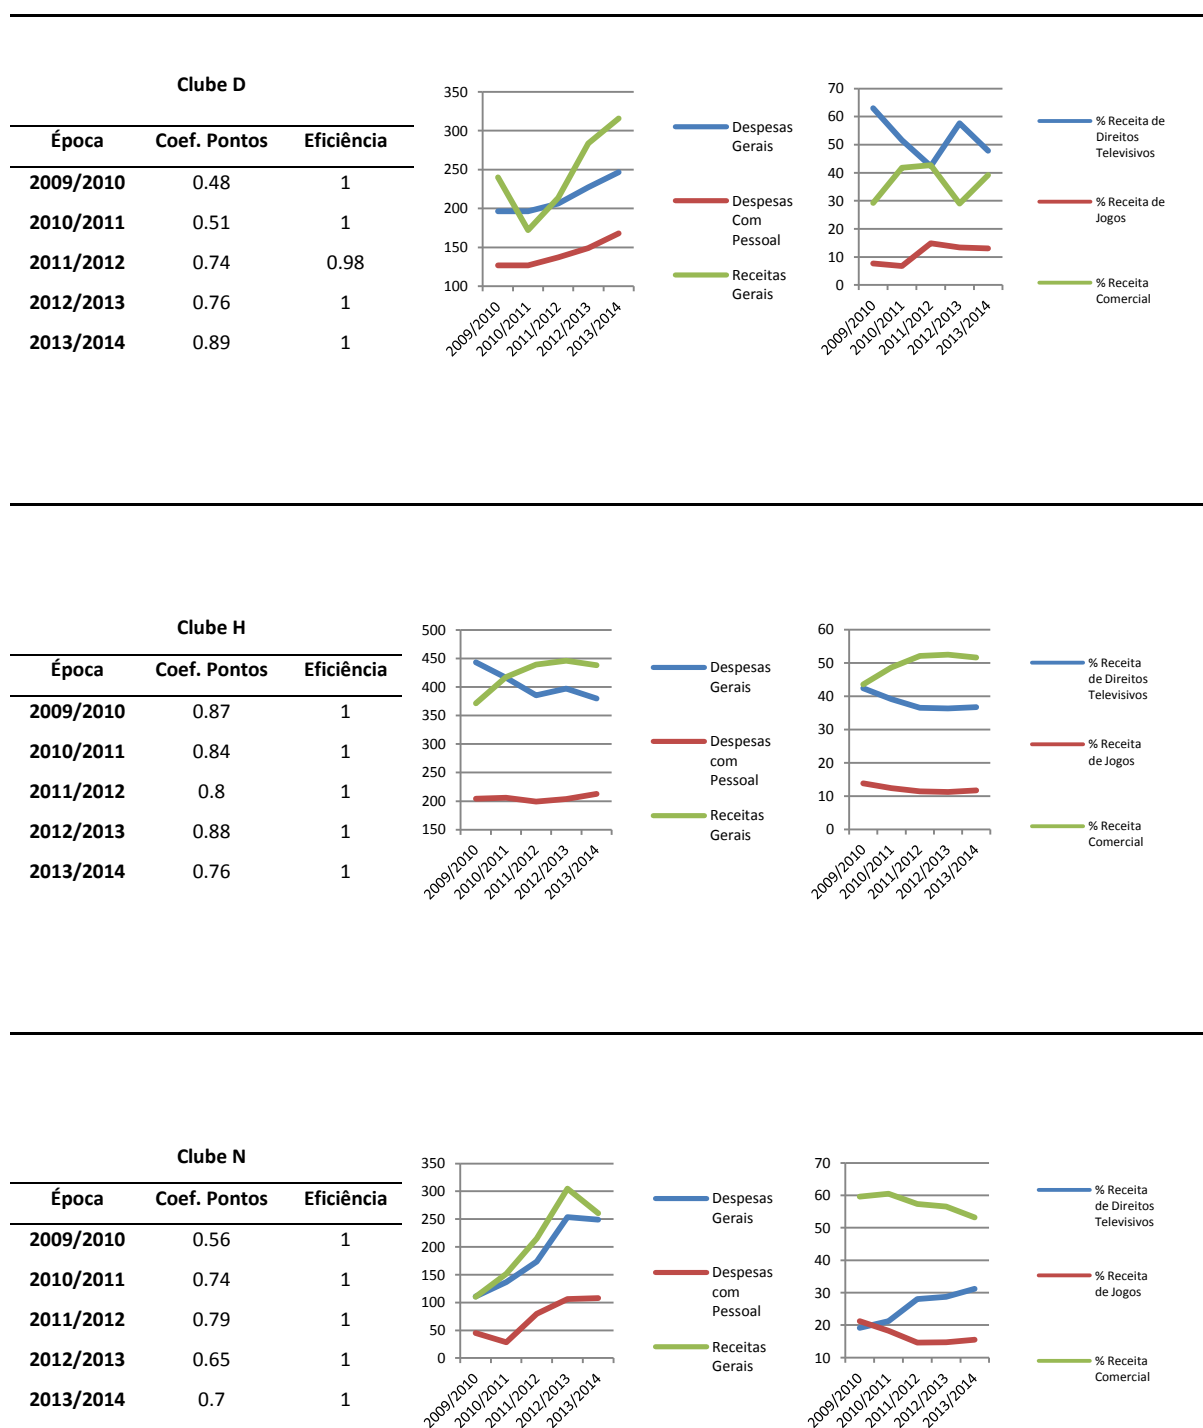 Clube D
Época Coef. Pontos Eficiência
2009/2010 0.48 1
2010/2011 0.51 1
2011/2012 0.74 0.98
2012/2013 0.76 1
2013/2014 0.89 1
350
300
250
200
150
100
2009/2010
2010/2011
2011/2012
2012/2013
2013/2014
Despesas
Gerais
Despesas
Com
Pessoal
Receitas
Gerais
70
60
50
40
30
20
10
0
2009/2010
2010/2011
2011/2012
2012/2013
2013/2014
% Receita de
Direitos
Televisivos
% Receita de
Jogos
% Receita
Comercial
Clube H
Época Coef. Pontos Eficiência
2009/2010 0.87 1
2010/2011 0.84 1
2011/2012 0.8 1
2012/2013 0.88 1
2013/2014 0.76 1
500
450
400
350
300
250
200
150
2009/2010
2010/2011
2011/2012
2012/2013
2013/2014
Despesas
Gerais
Despesas
com
Pessoal
Receitas
Gerais
60
50
40
30
20
10
0
2009/2010
2010/2011
2011/2012
2012/2013
2013/2014
% Receita
de Direitos
Televisivos
% Receita
de Jogos
% Receita
Comercial
Clube N
Época Coef. Pontos Eficiência
2009/2010 0.56 1
2010/2011 0.74 1
2011/2012 0.79 1
2012/2013 0.65 1
2013/2014 0.7 1
350
300
250
200
150
100
50
0
2009/2010
2010/2011
2011/2012
2012/2013
2013/2014
Despesas
Gerais
Despesas
com
Pessoal
Receitas
Gerais
70
60
50
40
30
20
10
2009/2010
2010/2011
2011/2012
2012/2013
2013/2014
% Receita
de Direitos
Televisivos
% Receita
de Jogos
% Receita
Comercial